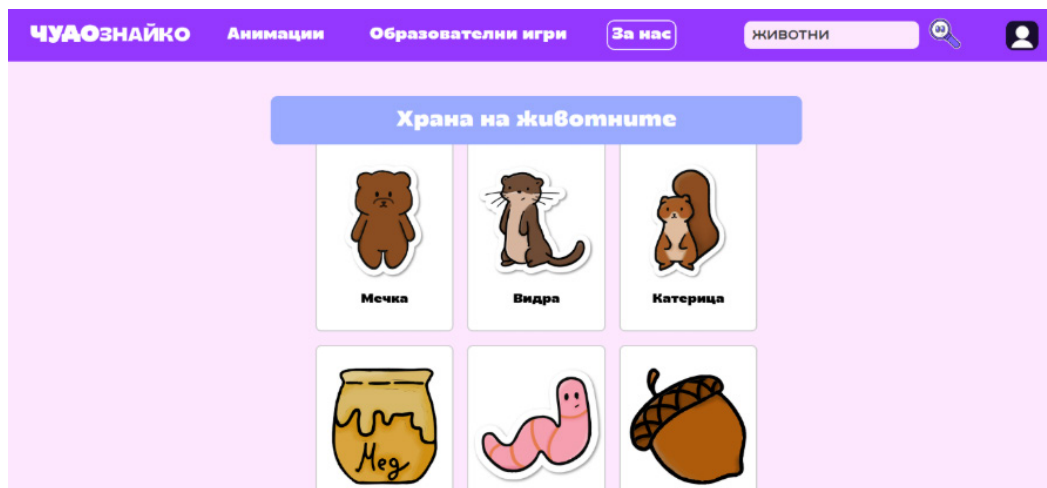 ЧУДОЗНАЙКО Анимации Образователни игри За нас ЖИВОТНИ
Храна на животните
Мечка Видра Катерица
Мед